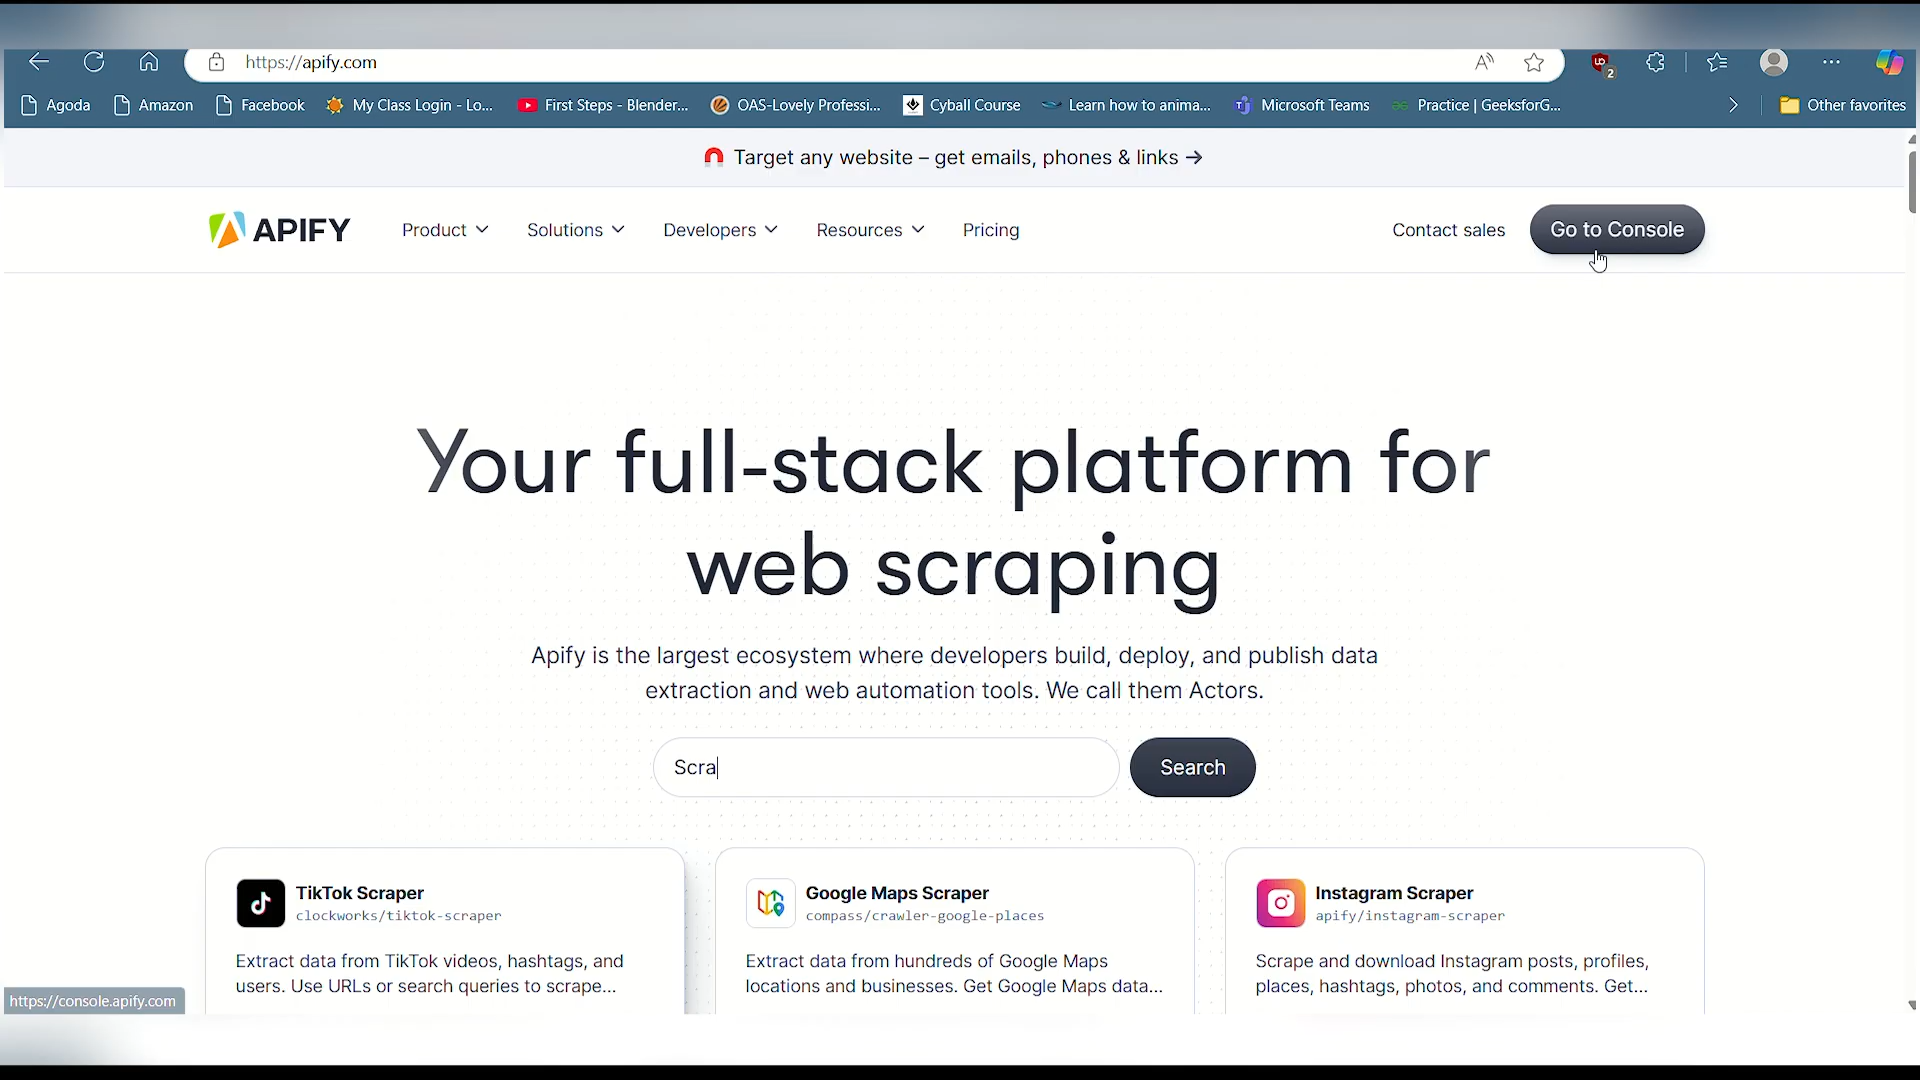 https://apify.com
2
Agoda
Amazon
Facebook
My Class Login - Lo...
First Steps - Blender...
OAS-Lovely Professi...
Cyball Course
Learn how to anima...
Microsoft Teams
Practice | GeeksforG...
Other favorites
Target any website – get emails, phones & links →
APIFY
Product
Solutions
Developers
Resources
Pricing
Contact sales
Go to Console
Your full-stack platform for
web scraping
Apify is the largest ecosystem where developers build, deploy, and publish data
extraction and web automation tools. We call them Actors.
Scra
Search
TikTok Scraper
clockworks/tiktok-scraper
Extract data from TikTok videos, hashtags, and
users. Use URLs or search queries to scrape...
Google Maps Scraper
compass/crawler-google-places
Extract data from hundreds of Google Maps
locations and businesses. Get Google Maps data...
Instagram Scraper
apify/instagram-scraper
Scrape and download Instagram posts, profiles,
places, hashtags, photos, and comments. Get...
https://console.apify.com